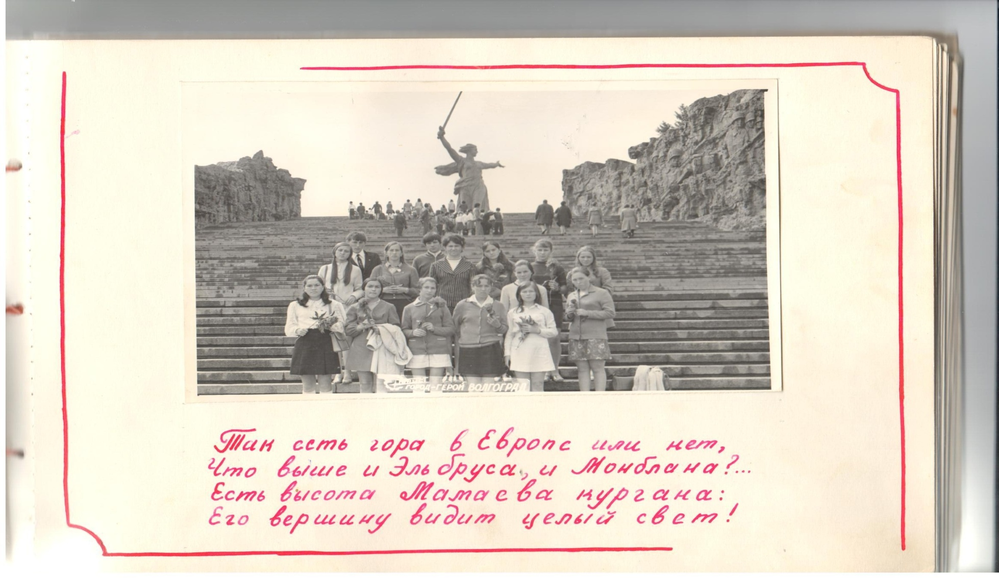 ГОРОД-ГЕРОЙ ВОЛГОГРАД
Так есть гора в Европе или нет,
Что выше и Эльбруса, и Монблана?...
Есть высота Мамаева кургана:
Его вершину видит целый свет!